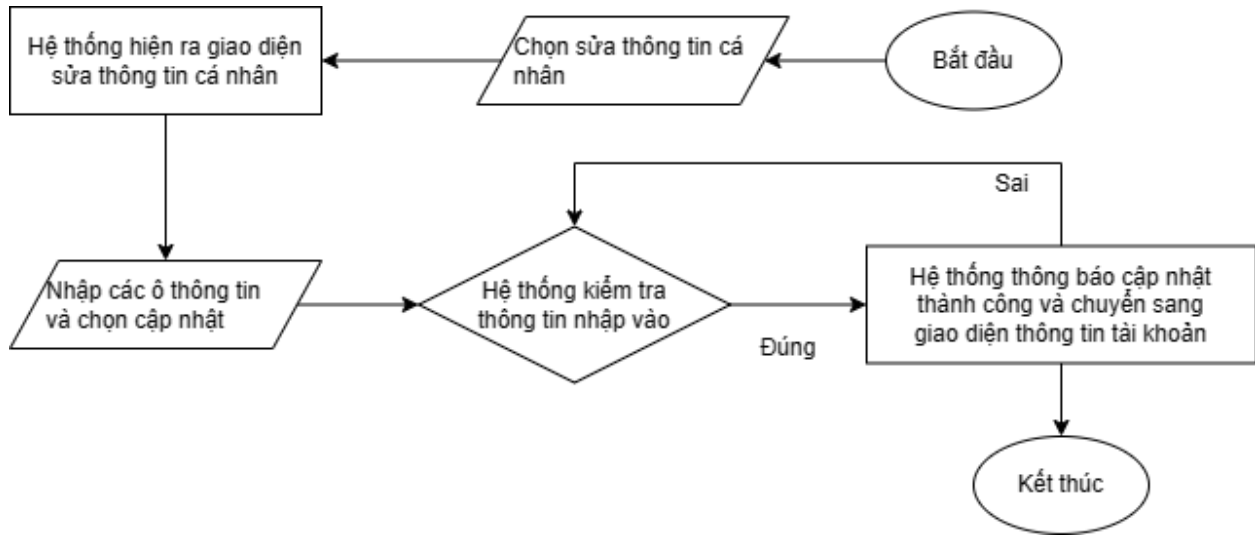 Bắt đầu
Chọn sửa thông tin cá
nhân
Hệ thống hiện ra giao diện
sửa thông tin cá nhân
Nhập các ô thông tin
và chọn cập nhật
Hệ thống kiểm tra
thông tin nhập vào
Đúng
Sai
Hệ thống thông báo cập nhật
thành công và chuyển sang
giao diện thông tin tài khoản
Kết thúc